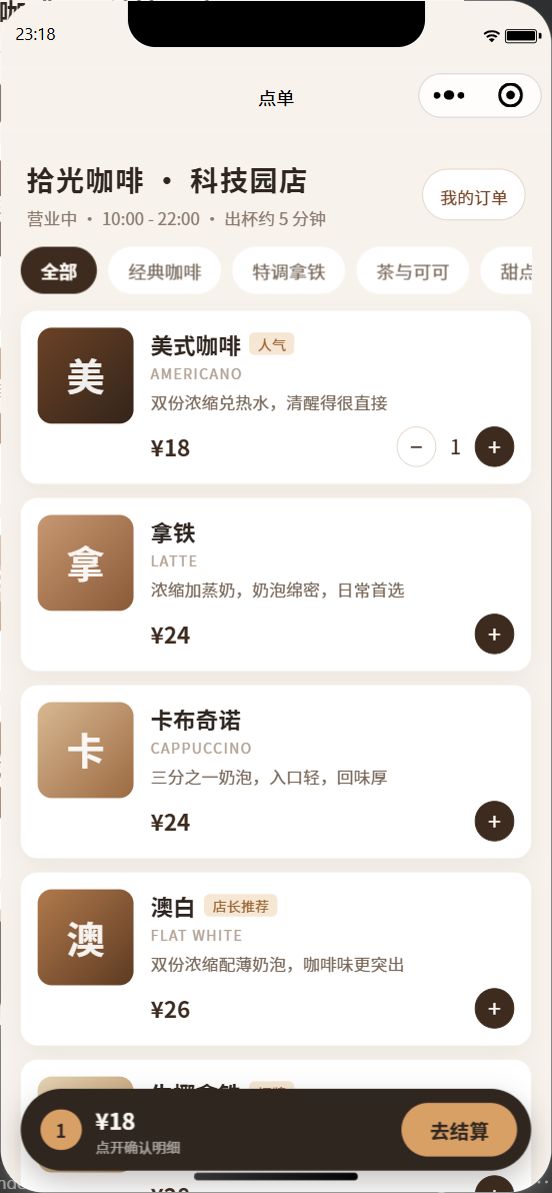 23:18
点单
拾光咖啡 · 科技园店
我的订单
营业中 · 10:00 - 22:00 · 出杯约 5 分钟
全部 经典咖啡 特调拿铁 茶与可可 甜点
美
美式咖啡 人气
AMERICANO
双份浓缩兑热水，清醒得很直接
¥18 − 1 +
拿
拿铁
LATTE
浓缩加蒸奶，奶泡绵密，日常首选
¥24 +
卡
卡布奇诺
CAPPUCCINO
三分之一奶泡，入口轻，回味厚
¥24 +
澳
澳白 店长推荐
FLAT WHITE
双份浓缩配薄奶泡，咖啡味更突出
¥26 +
1 ¥18
点开确认明细
去结算